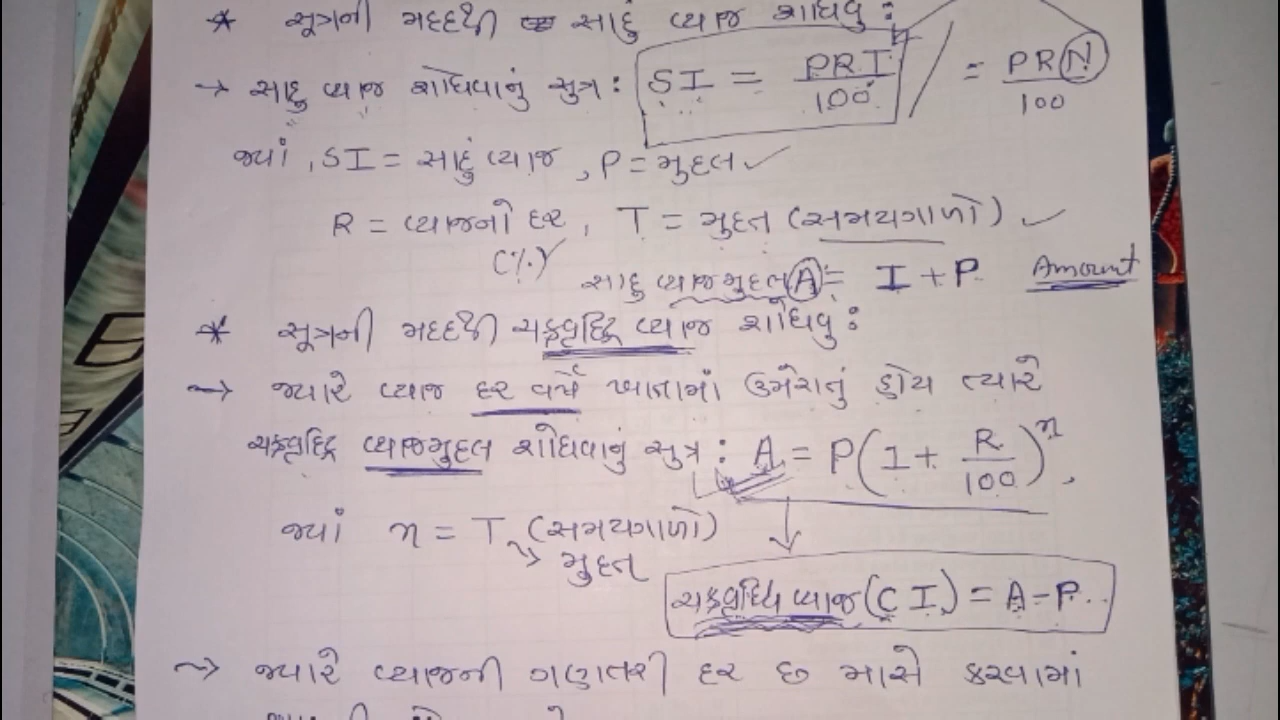 * સૂત્રની મદદથી સાદું વ્યાજ શોધવુ :
→ સાદુ વ્યાજ શોધવાનું સુત્ર : SI = PRT/100 / = PRN/100
જ્યાં, SI = સાદું વ્યાજ, P = મુદ્દલ ✓
R = વ્યાજનો દર, T = મુદ્દત (સમયગાળો) ✓
(%)
સાદુ વ્યાજમુદ્દલ A = I + P Amount
* સૂત્રની મદદથી ચક્રવૃદ્ધિ વ્યાજ શોધવુ :
→ જ્યારે વ્યાજ દર વર્ષે ખાતામાં ઉમેરાતું હોય ત્યારે
ચક્રવૃદ્ધિ વ્યાજમુદ્દલ શોધવાનું સુત્ર : A = P(1 + R/100)^n,
જ્યાં n = T (સમયગાળો)
→ મુદ્દત
ચક્રવૃદ્ધિ વ્યાજ (C I) = A - P.
→ જ્યારે વ્યાજની ગણતરી દર છ માસે કરવામાં